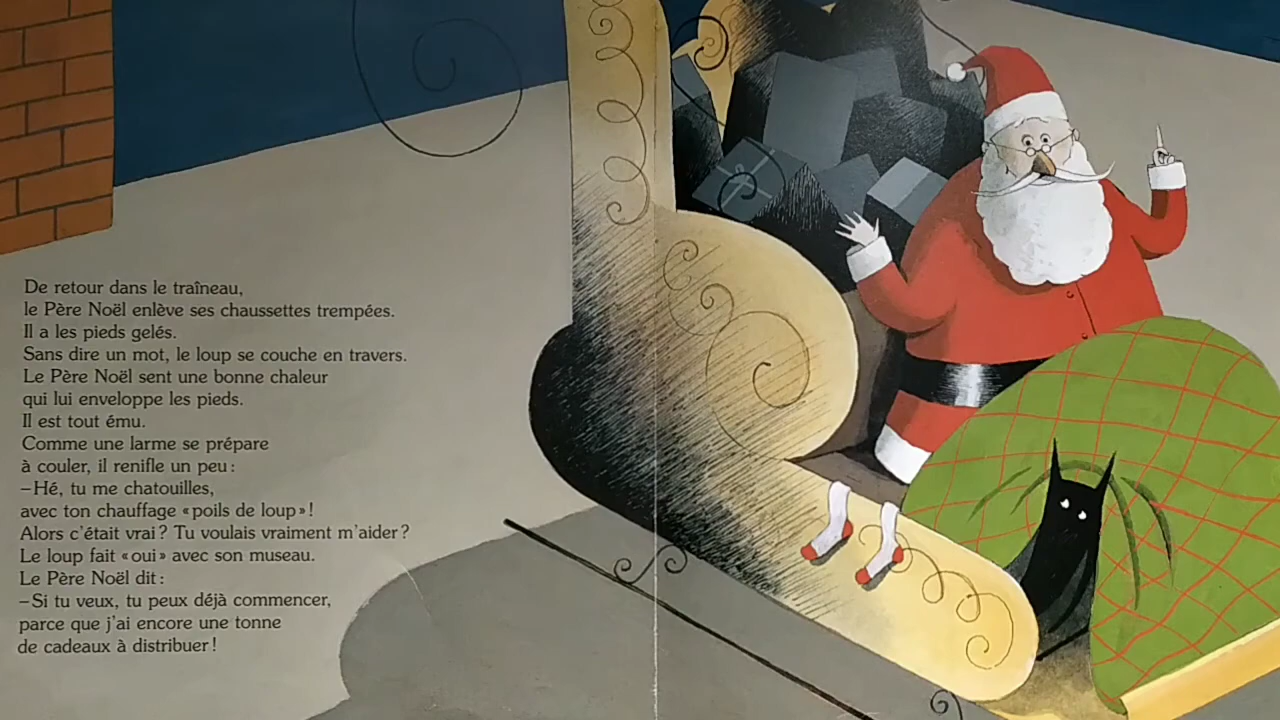 De retour dans le traîneau,
le Père Noël enlève ses chaussettes trempées.
Il a les pieds gelés.
Sans dire un mot, le loup se couche en travers.
Le Père Noël sent une bonne chaleur
qui lui enveloppe les pieds.
Il est tout ému.
Comme une larme se prépare
à couler, il renifle un peu :
– Hé, tu me chatouilles,
avec ton chauffage « poils de loup » !
Alors c'était vrai ? Tu voulais vraiment m'aider ?
Le loup fait « oui » avec son museau.
Le Père Noël dit :
– Si tu veux, tu peux déjà commencer,
parce que j'ai encore une tonne
de cadeaux à distribuer !